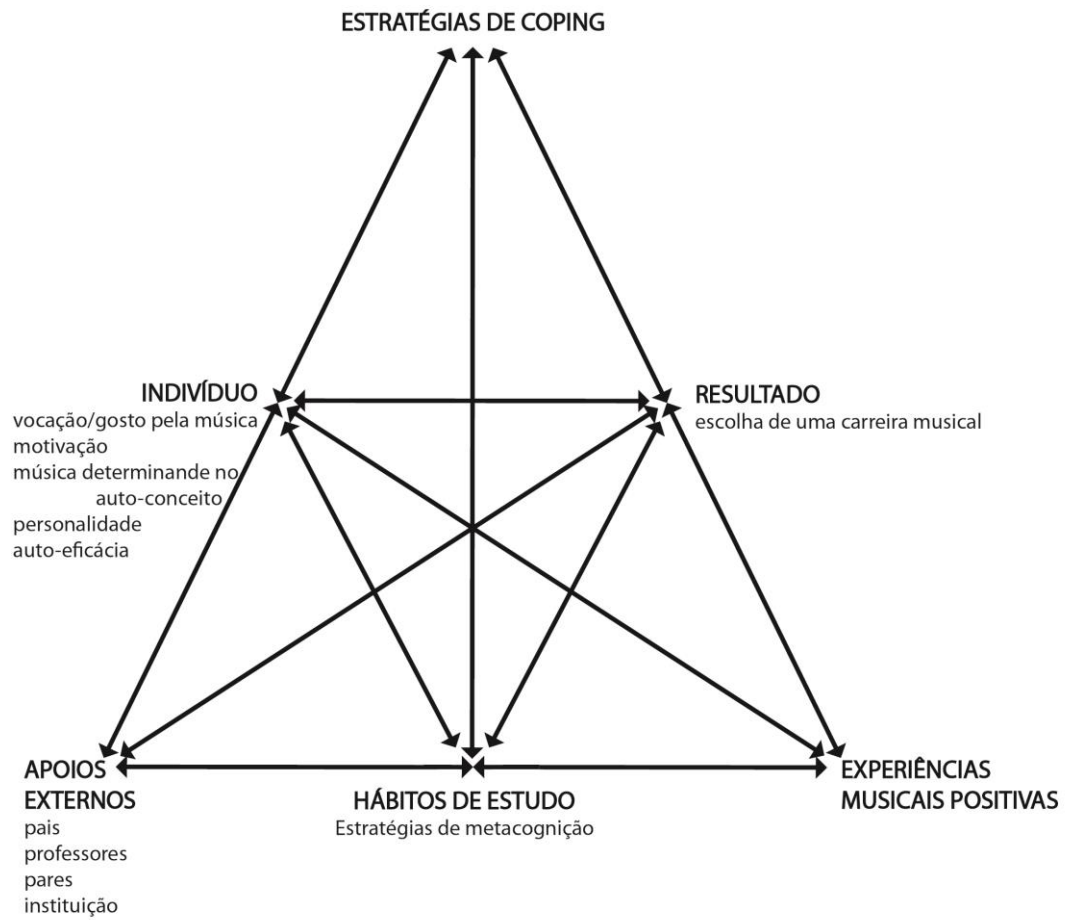 ESTRATÉGIAS DE COPING
INDIVÍDUO
vocação/gosto pela música
motivação
música determinande no
auto-conceito
personalidade
auto-eficácia
RESULTADO
escolha de uma carreira musical
APOIOS
EXTERNOS
pais
professores
pares
instituição
HÁBITOS DE ESTUDO
Estratégias de metacognição
EXPERIÊNCIAS
MUSICAIS POSITIVAS